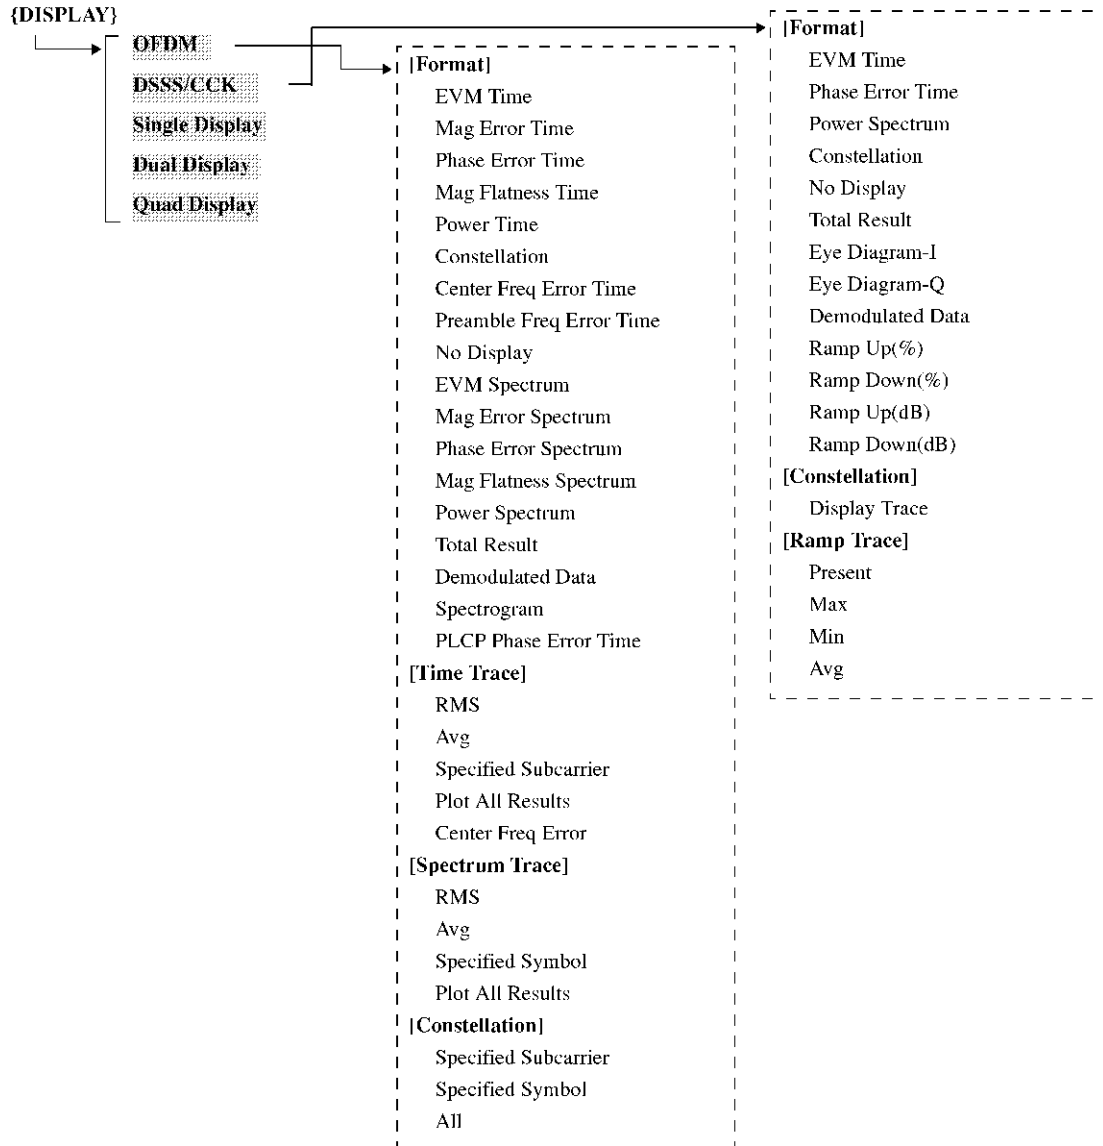 {DISPLAY}
OFDM
DSSS/CCK
Single Display
Dual Display
Quad Display
[Format]
EVM Time
Mag Error Time
Phase Error Time
Mag Flatness Time
Power Time
Constellation
Center Freq Error Time
Preamble Freq Error Time
No Display
EVM Spectrum
Mag Error Spectrum
Phase Error Spectrum
Mag Flatness Spectrum
Power Spectrum
Total Result
Demodulated Data
Spectrogram
PLCP Phase Error Time
[Time Trace]
RMS
Avg
Specified Subcarrier
Plot All Results
Center Freq Error
[Spectrum Trace]
RMS
Avg
Specified Symbol
Plot All Results
[Constellation]
Specified Subcarrier
Specified Symbol
All
[Format]
EVM Time
Phase Error Time
Power Spectrum
Constellation
No Display
Total Result
Eye Diagram-I
Eye Diagram-Q
Demodulated Data
Ramp Up(%)
Ramp Down(%)
Ramp Up(dB)
Ramp Down(dB)
[Constellation]
Display Trace
[Ramp Trace]
Present
Max
Min
Avg